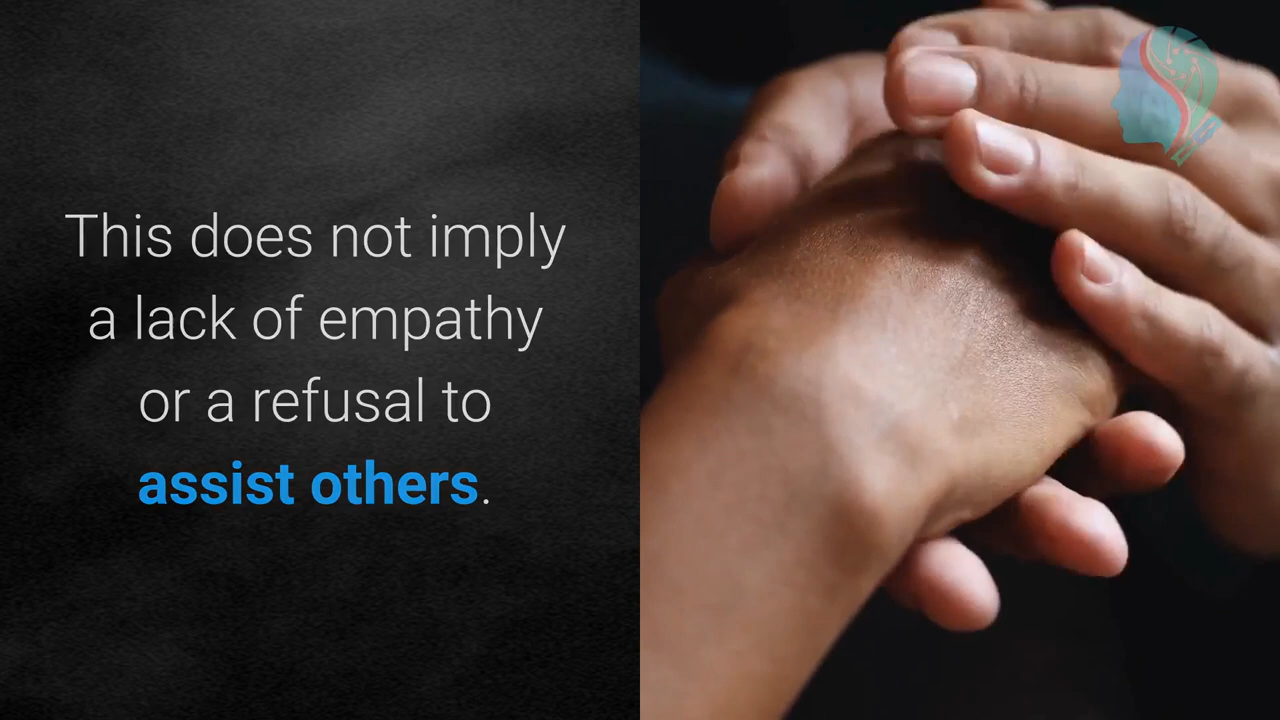 This does not imply
a lack of empathy
or a refusal to
assist others.